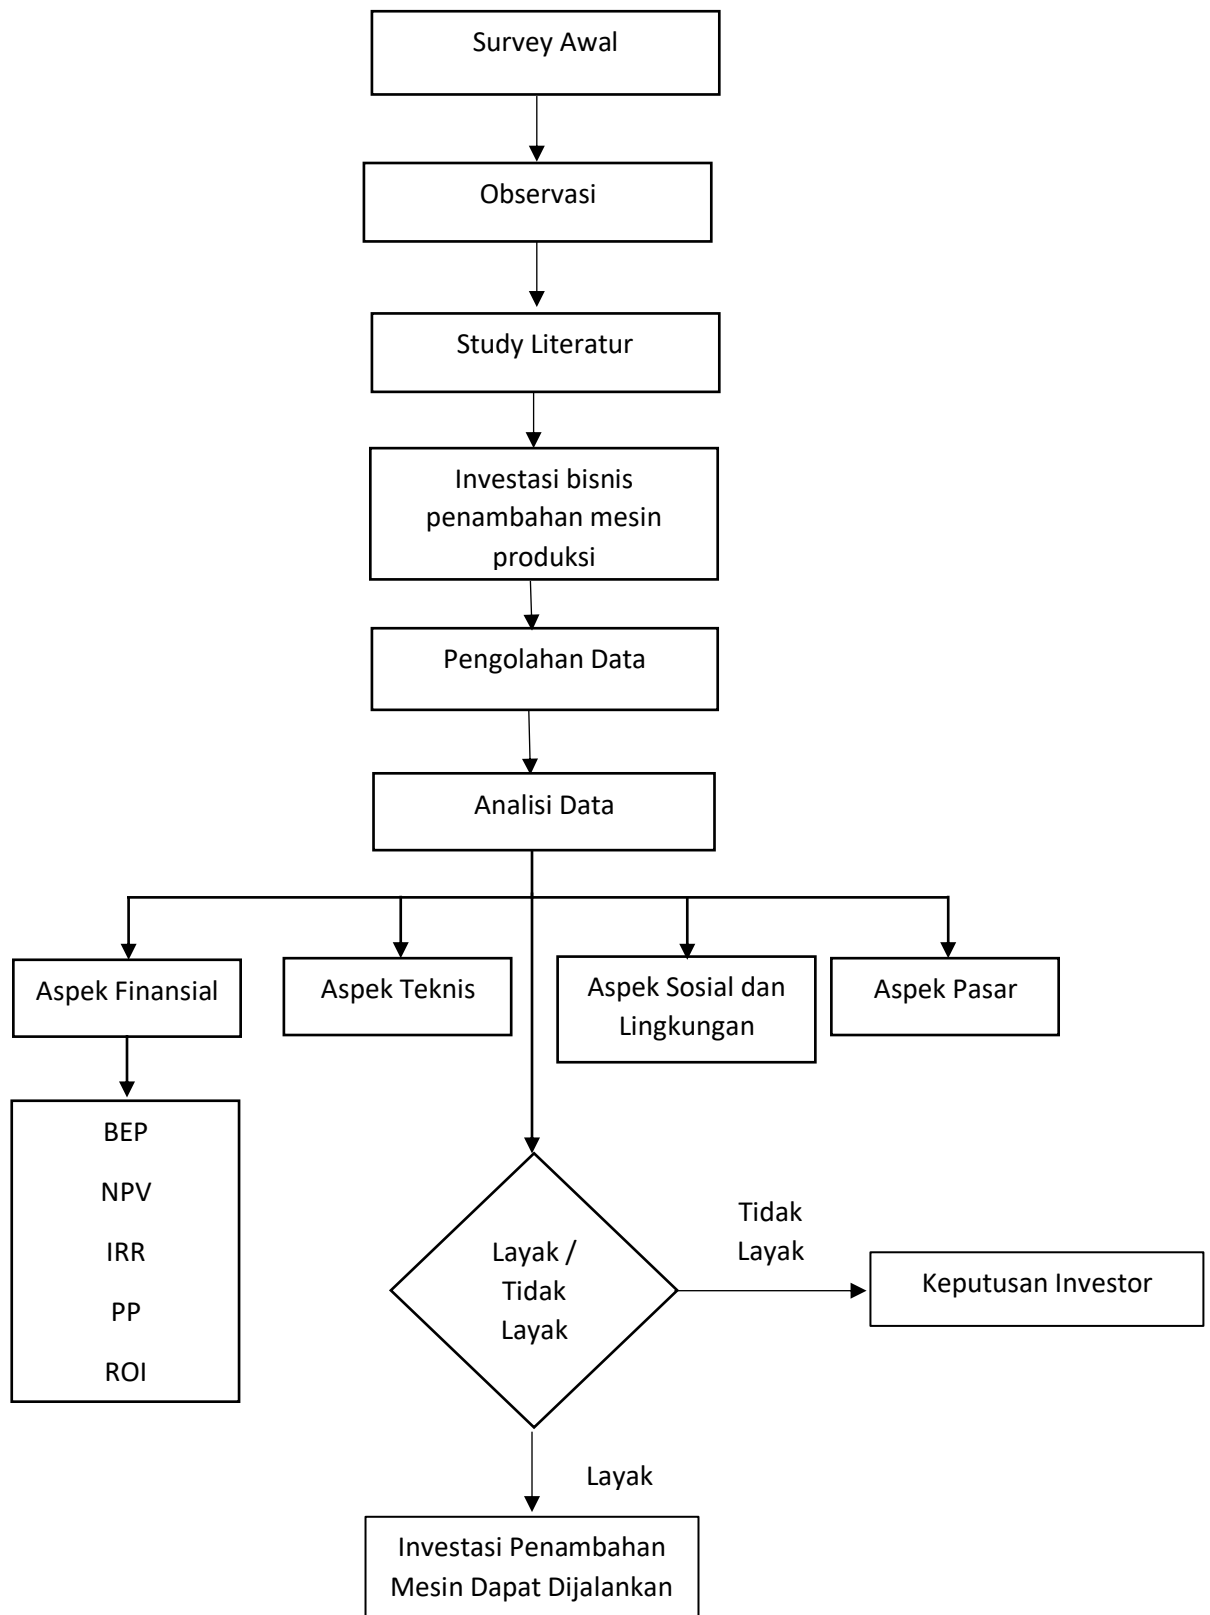 Survey Awal
Observasi
Study Literatur
Investasi bisnis
penambahan mesin
produksi
Pengolahan Data
Analisi Data
Aspek Finansial
Aspek Teknis
Aspek Sosial dan
Lingkungan
Aspek Pasar
BEP
NPV
IRR
PP
ROI
Layak /
Tidak
Layak
Tidak
Layak
Keputusan Investor
Layak
Investasi Penambahan
Mesin Dapat Dijalankan